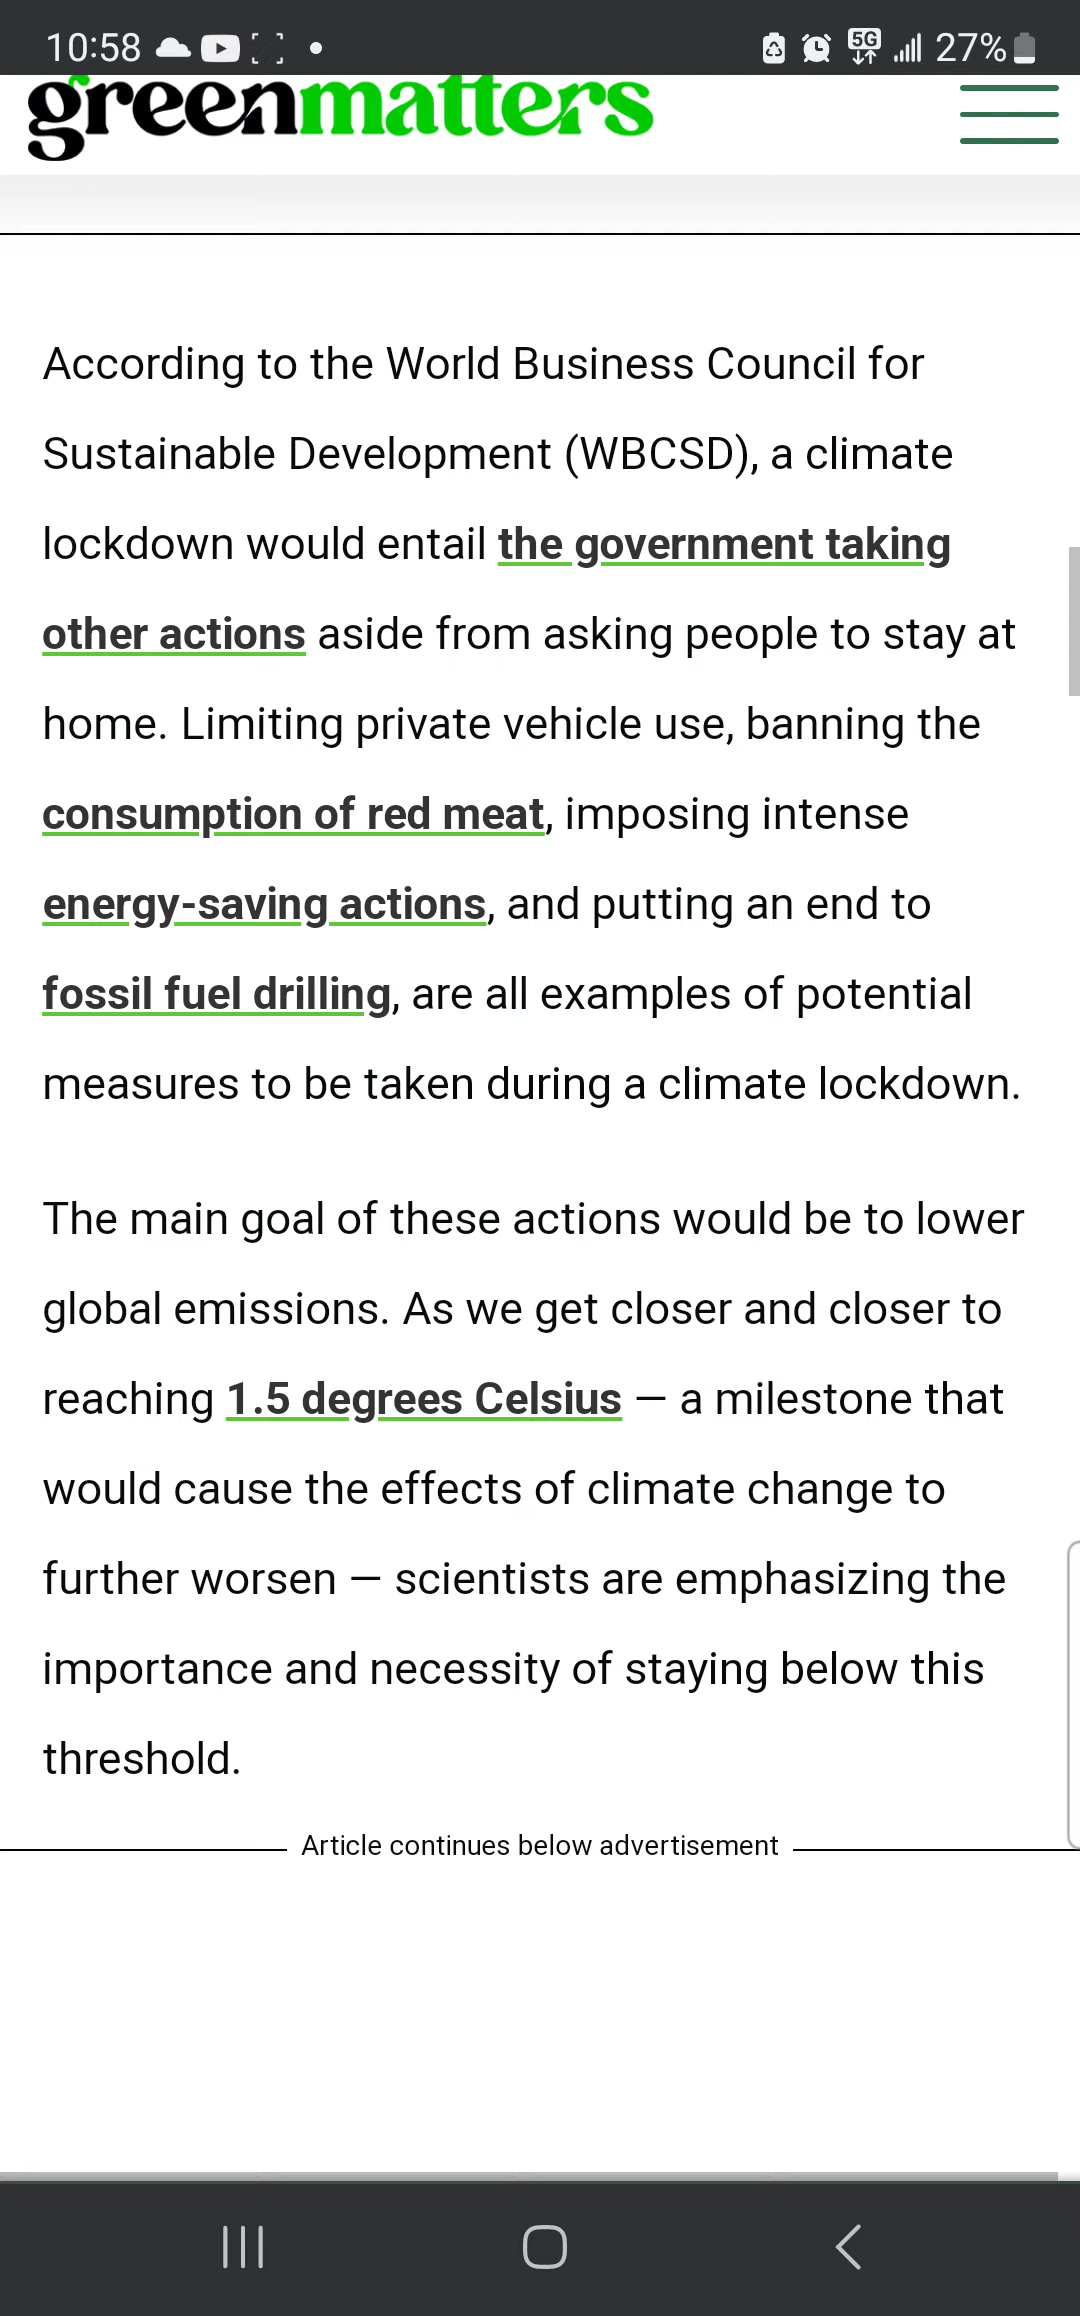 10:58
5G
27%
greenmatters
According to the World Business Council for
Sustainable Development (WBCSD), a climate
lockdown would entail the government taking
other actions aside from asking people to stay at
home. Limiting private vehicle use, banning the
consumption of red meat, imposing intense
energy-saving actions, and putting an end to
fossil fuel drilling, are all examples of potential
measures to be taken during a climate lockdown.
The main goal of these actions would be to lower
global emissions. As we get closer and closer to
reaching 1.5 degrees Celsius — a milestone that
would cause the effects of climate change to
further worsen — scientists are emphasizing the
importance and necessity of staying below this
threshold.
Article continues below advertisement